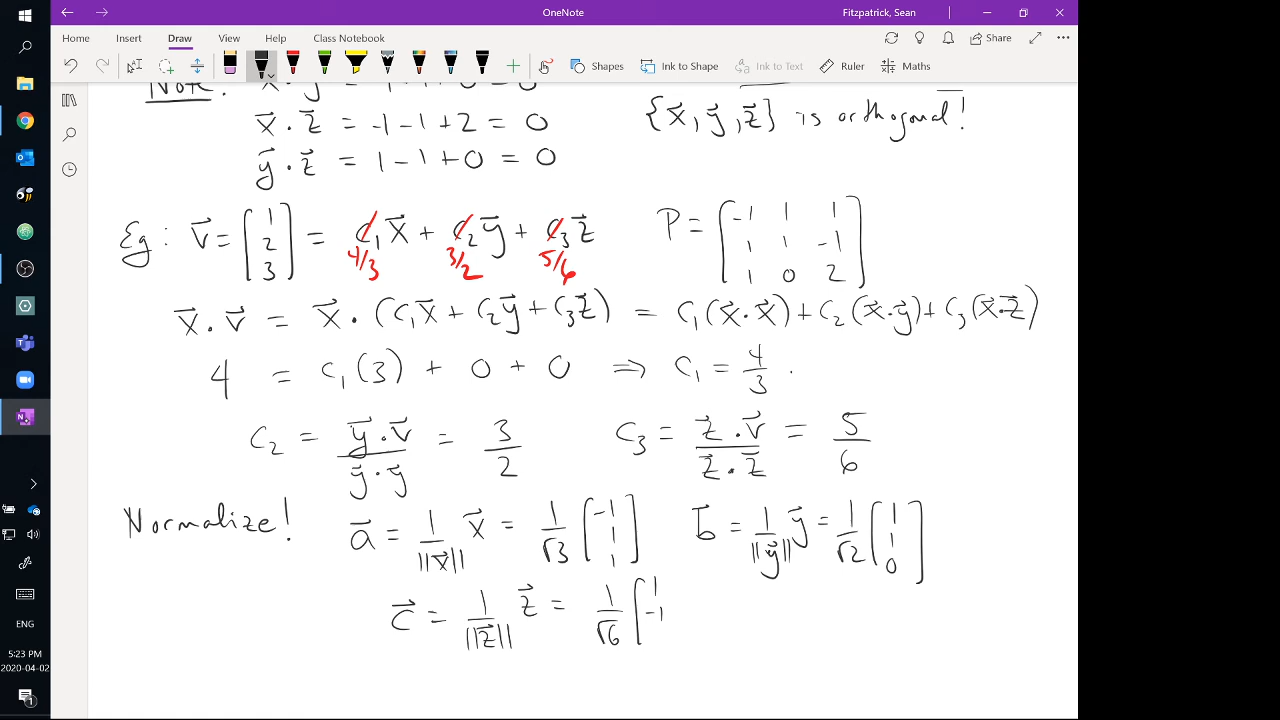 OneNote
Fitzpatrick, Sean
Home Insert Draw View Help Class Notebook
Share
Shapes Ink to Shape Ink to Text Ruler Maths
Note:
x⃗ · z⃗ = -1 -1 +2 = 0
{x⃗, y⃗, z⃗} is orthogonal!
y⃗ · z⃗ = 1 - 1 + 0 = 0
Eg: v⃗ = [1 2 3] = c₁x⃗ + c₂y⃗ + c₃z⃗
4/3 3/2 5/6
P = [-1 1 1
1 1 -1
1 0 2]
x⃗ · v⃗ = x⃗ · (c₁x⃗ + c₂y⃗ + c₃z⃗) = c₁(x⃗·x⃗) + c₂(x⃗·y⃗) + c₃(x⃗·z⃗)
4 = c₁(3) + 0 + 0 ⇒ c₁ = 4/3.
c₂ = y⃗·v⃗ / y⃗·y⃗ = 3/2 c₃ = z⃗·v⃗ / z⃗·z⃗ = 5/6
Normalize! a⃗ = 1/||x⃗|| x⃗ = 1/√3 [-1 1 1] b⃗ = 1/||y⃗|| y⃗ = 1/√2 [1 1 0]
c⃗ = 1/||z⃗|| z⃗ = 1/√6 [1 -1
ENG
5:23 PM
2020-04-02